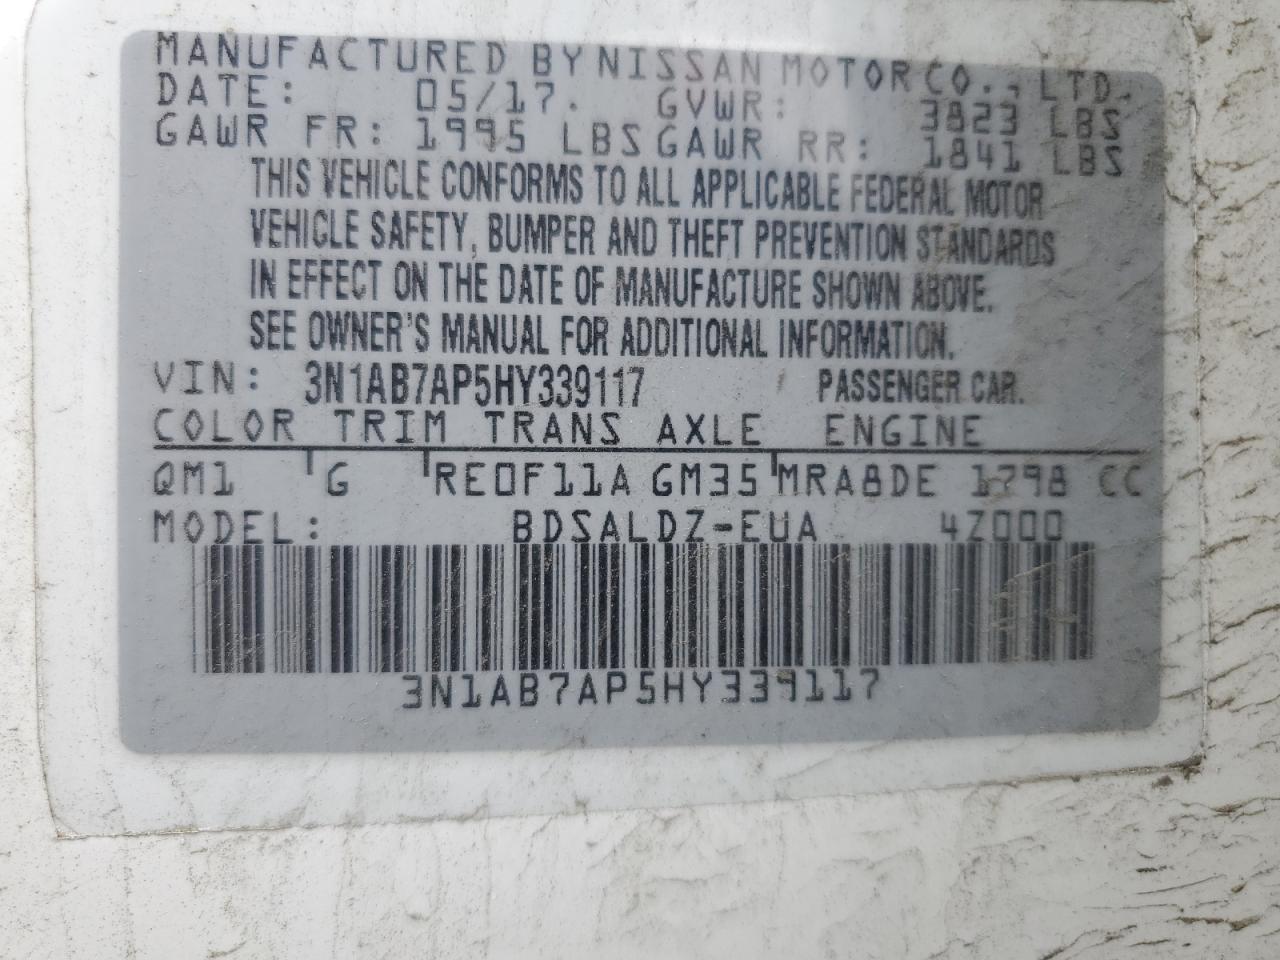 MANUFACTURED BY NISSAN MOTOR CO., LTD.
DATE: 05/17. GVWR: 3823 LBS
GAWR FR: 1995 LBS GAWR RR: 1841 LBS
THIS VEHICLE CONFORMS TO ALL APPLICABLE FEDERAL MOTOR
VEHICLE SAFETY, BUMPER AND THEFT PREVENTION STANDARDS
IN EFFECT ON THE DATE OF MANUFACTURE SHOWN ABOVE.
SEE OWNER'S MANUAL FOR ADDITIONAL INFORMATION.
VIN: 3N1AB7AP5HY339117 PASSENGER CAR.
COLOR TRIM TRANS AXLE ENGINE
QM1 G RE0F11A GM35 MRA8DE 1798 CC
MODEL: BDSALDZ-EUA 4Z000
3N1AB7AP5HY339117